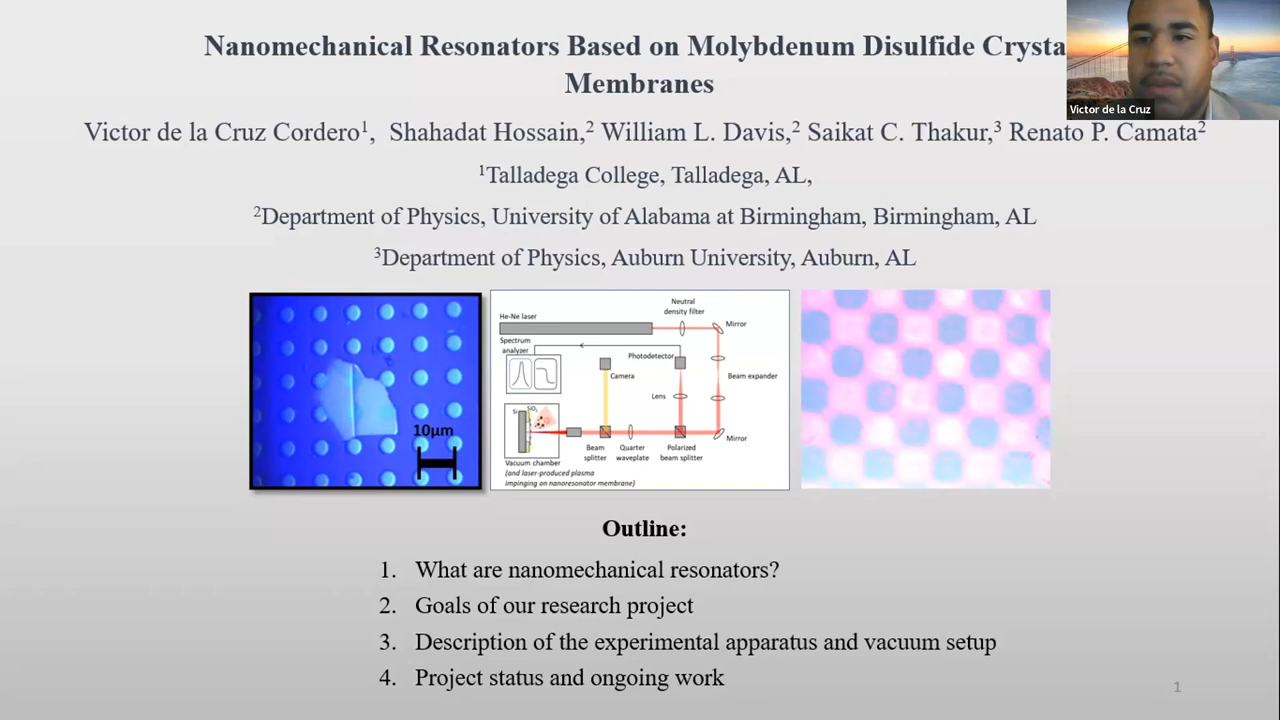 Nanomechanical Resonators Based on Molybdenum Disulfide Crysta
Membranes
Victor de la Cruz
Victor de la Cruz Cordero¹, Shahadat Hossain,² William L. Davis,² Saikat C. Thakur,³ Renato P. Camata²
¹Talladega College, Talladega, AL,
²Department of Physics, University of Alabama at Birmingham, Birmingham, AL
³Department of Physics, Auburn University, Auburn, AL
10μm
He-Ne laser
Neutral
density filter
Mirror
Spectrum
analyzer
Photodetector
Camera
Beam expander
Lens
Si
SiO₂
Mirror
Beam
splitter
Quarter
waveplate
Polarized
beam splitter
Vacuum chamber
(and laser-produced plasma
impinging on nanoresonator membrane)
Outline:
1. What are nanomechanical resonators?
2. Goals of our research project
3. Description of the experimental apparatus and vacuum setup
4. Project status and ongoing work
1